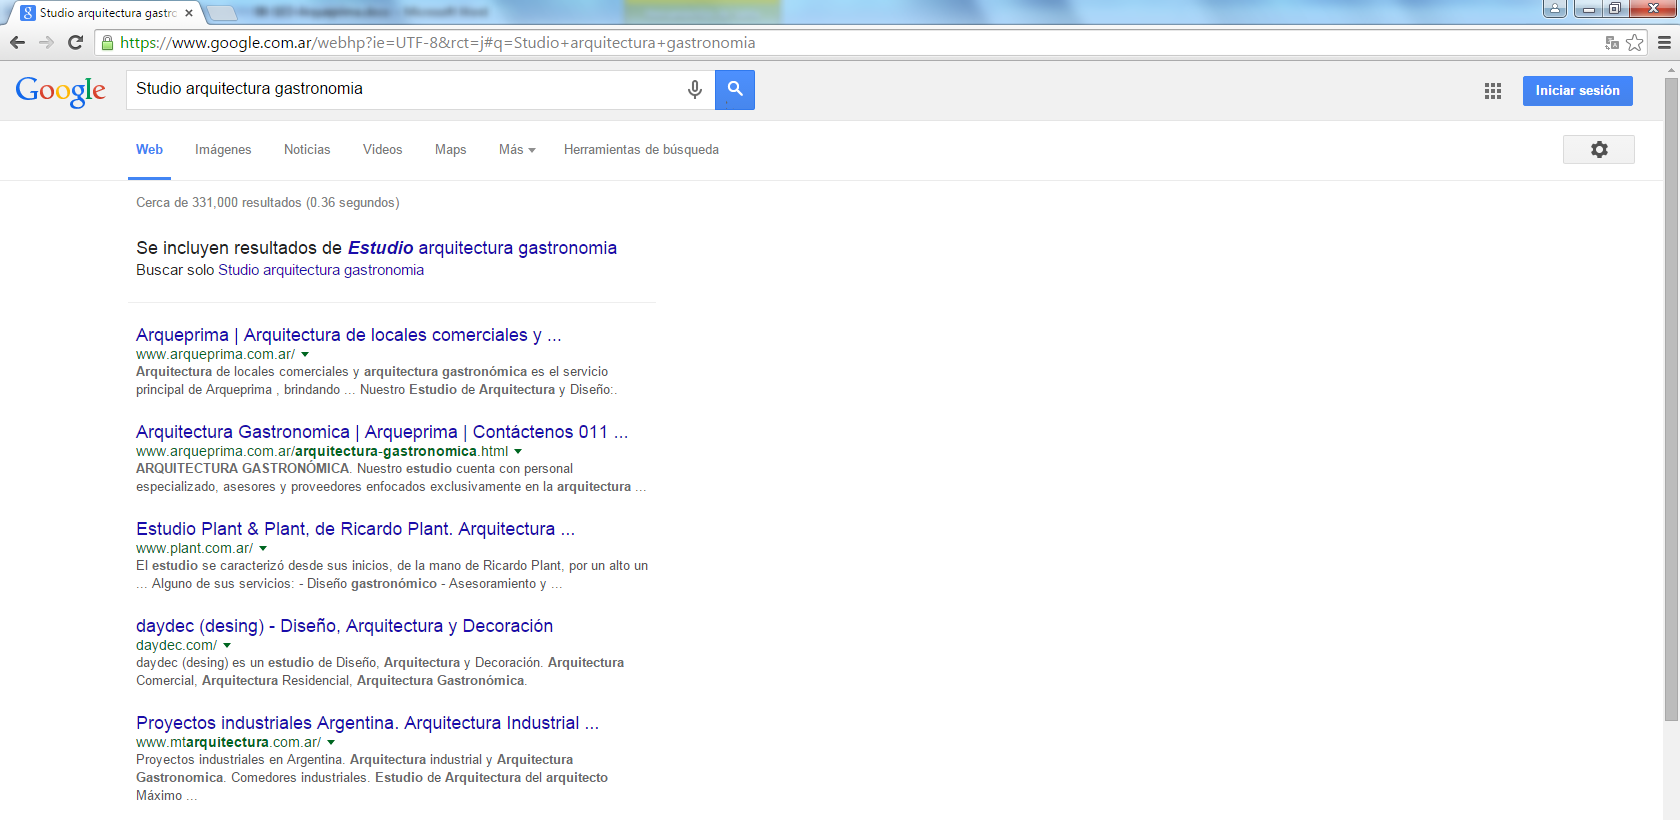 Studio arquitectura gastro
https://www.google.com.ar/webhp?ie=UTF-8&rct=j#q=Studio+arquitectura+gastronomia
Google
Studio arquitectura gastronomia
Iniciar sesión
Web Imágenes Noticias Videos Maps Más Herramientas de búsqueda
Cerca de 331,000 resultados (0.36 segundos)
Se incluyen resultados de Estudio arquitectura gastronomia
Buscar solo Studio arquitectura gastronomia
Arqueprima | Arquitectura de locales comerciales y ...
www.arqueprima.com.ar/
Arquitectura de locales comerciales y arquitectura gastronómica es el servicio
principal de Arqueprima , brindando ... Nuestro Estudio de Arquitectura y Diseño:.
Arquitectura Gastronomica | Arqueprima | Contáctenos 011 ...
www.arqueprima.com.ar/arquitectura-gastronomica.html
ARQUITECTURA GASTRONÓMICA. Nuestro estudio cuenta con personal
especializado, asesores y proveedores enfocados exclusivamente en la arquitectura ...
Estudio Plant & Plant, de Ricardo Plant. Arquitectura ...
www.plant.com.ar/
El estudio se caracterizó desde sus inicios, de la mano de Ricardo Plant, por un alto un
... Alguno de sus servicios: - Diseño gastronómico - Asesoramiento y ...
daydec (desing) - Diseño, Arquitectura y Decoración
daydec.com/
daydec (desing) es un estudio de Diseño, Arquitectura y Decoración. Arquitectura
Comercial, Arquitectura Residencial, Arquitectura Gastronómica.
Proyectos industriales Argentina. Arquitectura Industrial ...
www.mtarquitectura.com.ar/
Proyectos industriales en Argentina. Arquitectura industrial y Arquitectura
Gastronomica. Comedores industriales. Estudio de Arquitectura del arquitecto
Máximo ...